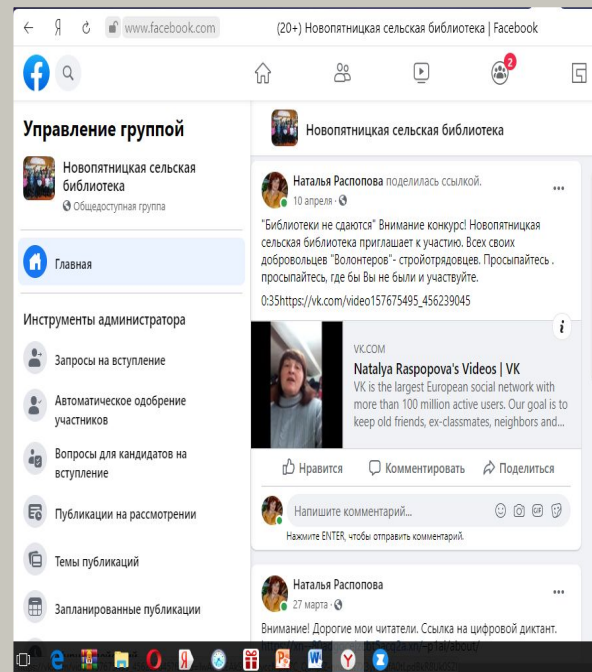 www.facebook.com
(20+) Новопятницкая сельская библиотека | Facebook
2
Управление группой
Новопятницкая сельская библиотека
Новопятницкая сельская
библиотека
Общедоступная группа
Главная
Инструменты администратора
Запросы на вступление
Автоматическое одобрение
участников
Вопросы для кандидатов на
вступление
Публикации на рассмотрении
Темы публикаций
Запланированные публикации
Наталья Распопова поделилась ссылкой.
10 апреля ·
"Библиотеки не сдаются" Внимание конкурс! Новопятницкая
сельская библиотека приглашает к участию. Всех своих
добровольцев "Волонтеров"- стройотрядовцев. Просыпайтесь .
просыпайтесь, где бы Вы не были и участвуйте.
0:35https://vk.com/video157675495_456239045
VK.COM
Natalya Raspopova's Videos | VK
VK is the largest European social network with
more than 100 million active users. Our goal is to
keep old friends, ex-classmates, neighbors and...
Нравится Комментировать Поделиться
Напишите комментарий...
GIF
Нажмите ENTER, чтобы отправить комментарий.
Наталья Распопова
27 марта ·
Внимание! Дорогие мои читатели. Ссылка на цифровой диктант.